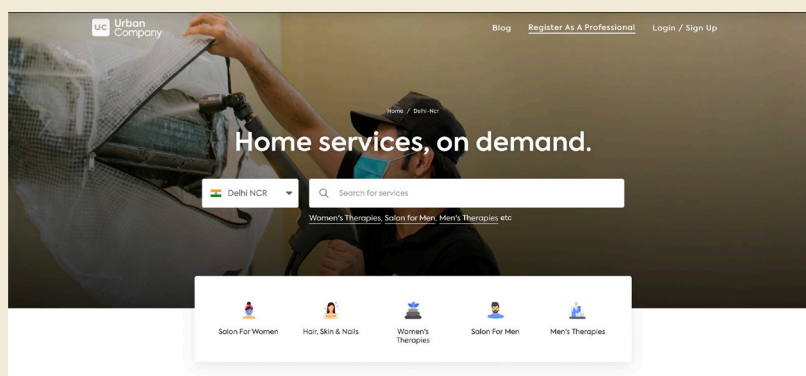 UC Urban
Company
Blog
Register As A Professional
Login / Sign Up
Home / Delhi-Ncr
Home services, on demand.
Delhi NCR
Search for services
Women's Therapies, Salon for Men, Men's Therapies etc
Salon For Women
Hair, Skin & Nails
Women's
Therapies
Salon For Men
Men's Therapies